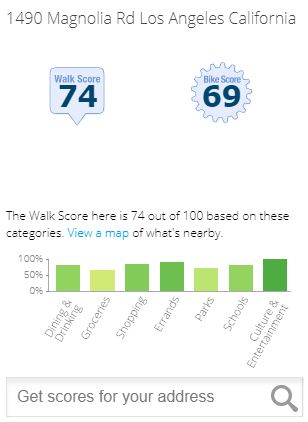 1490 Magnolia Rd Los Angeles California
Walk Score
74
Bike Score
69
The Walk Score here is 74 out of 100 based on these
categories. View a map of what's nearby.
100%
50%
0%
Dining &
Drinking
Groceries
Shopping
Errands
Parks
Schools
Culture &
Entertainment
Get scores for your address